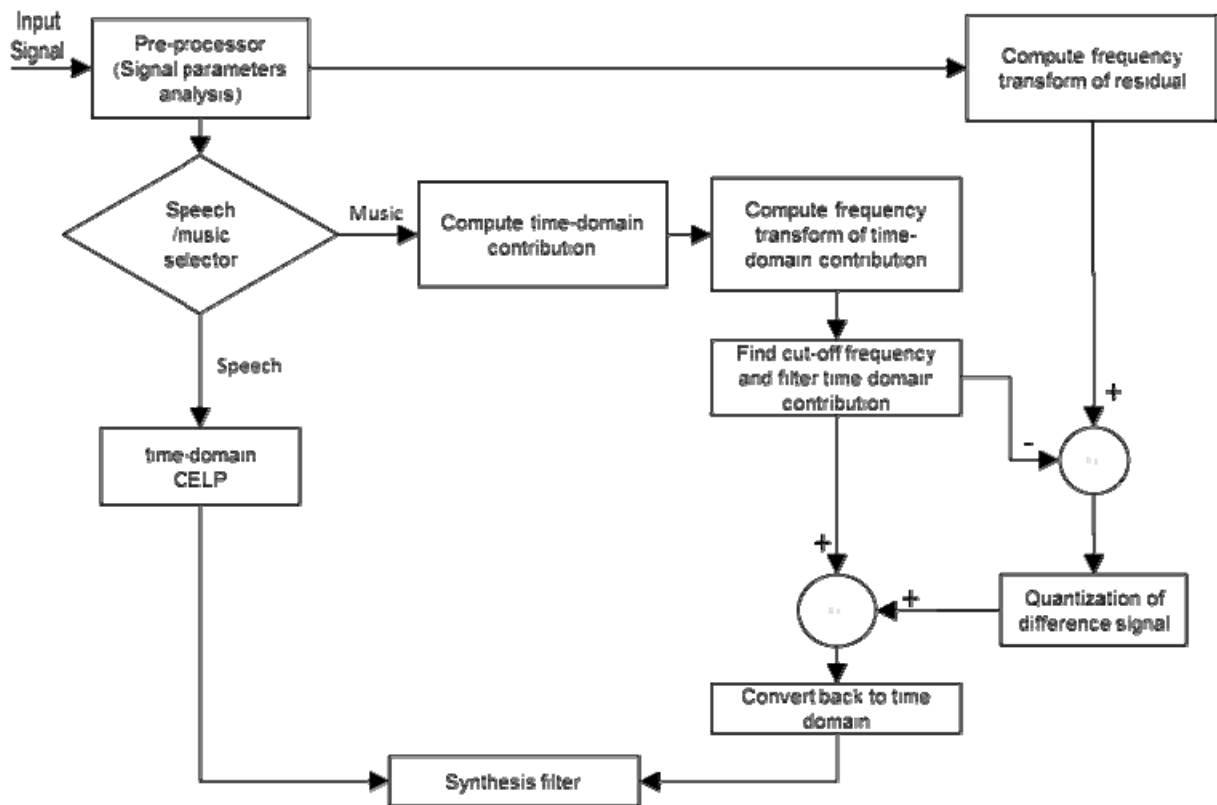 Input
Signal
Pre-processor
(Signal parameters
analysis)
Compute frequency
transform of residual
Speech
/music
selector
Music
Compute time-domain
contribution
Compute frequency
transform of time-
domain contribution
Speech
Find cut-off frequency
and filter time domain
contribution
+
-
time-domain
CELP
+
+
Quantization of
difference signal
Convert back to time
domain
Synthesis filter